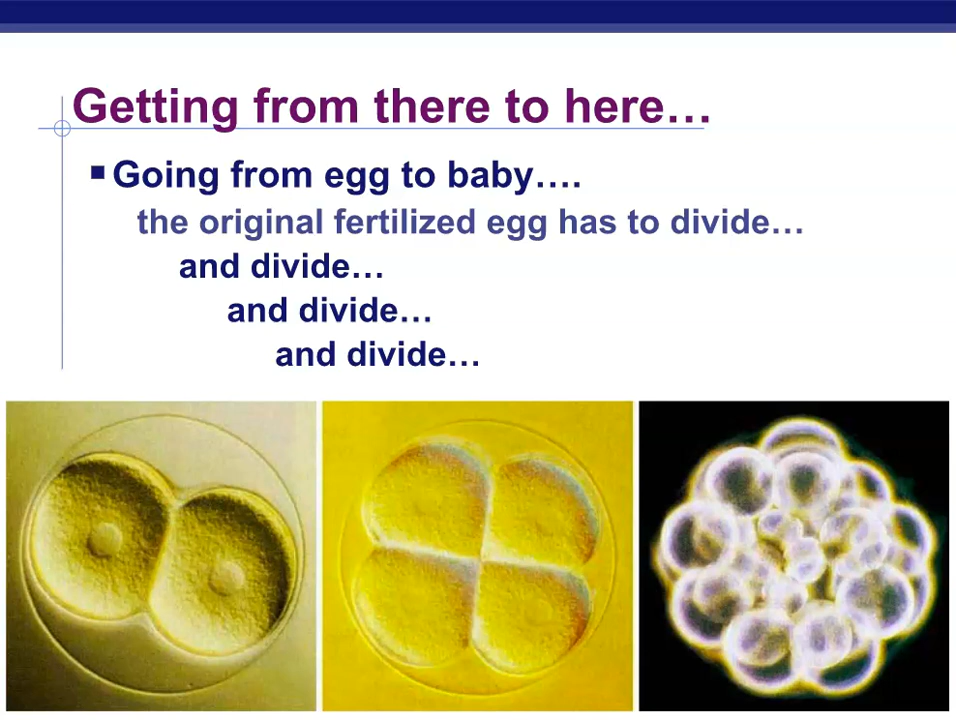 Getting from there to here…
Going from egg to baby….
the original fertilized egg has to divide…
and divide…
and divide…
and divide…